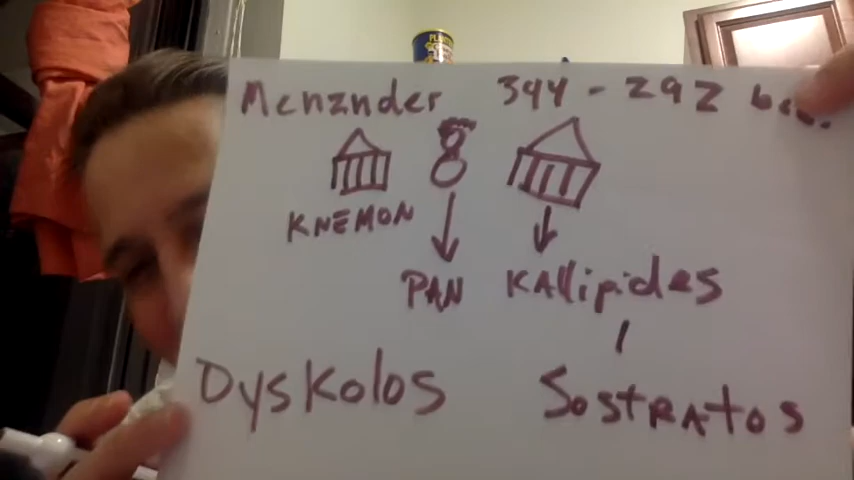 Menander 344 - 292 b.c.
KNEMON
PAN KAllipides
Dyskolos SostRAtos